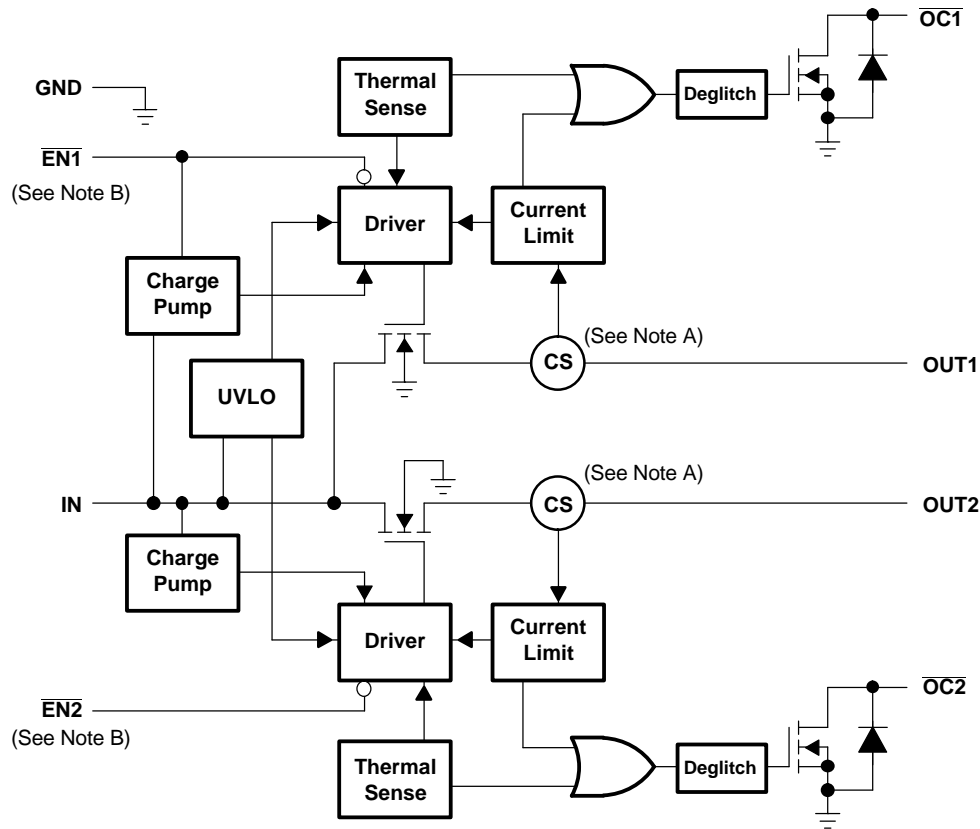 OC1
Thermal
Sense
Deglitch
GND
EN1
(See Note B)
Driver
Current
Limit
Charge
Pump
(See Note A)
CS
OUT1
UVLO
(See Note A)
IN
CS
OUT2
Charge
Pump
Driver
Current
Limit
EN2
(See Note B)
OC2
Thermal
Sense
Deglitch